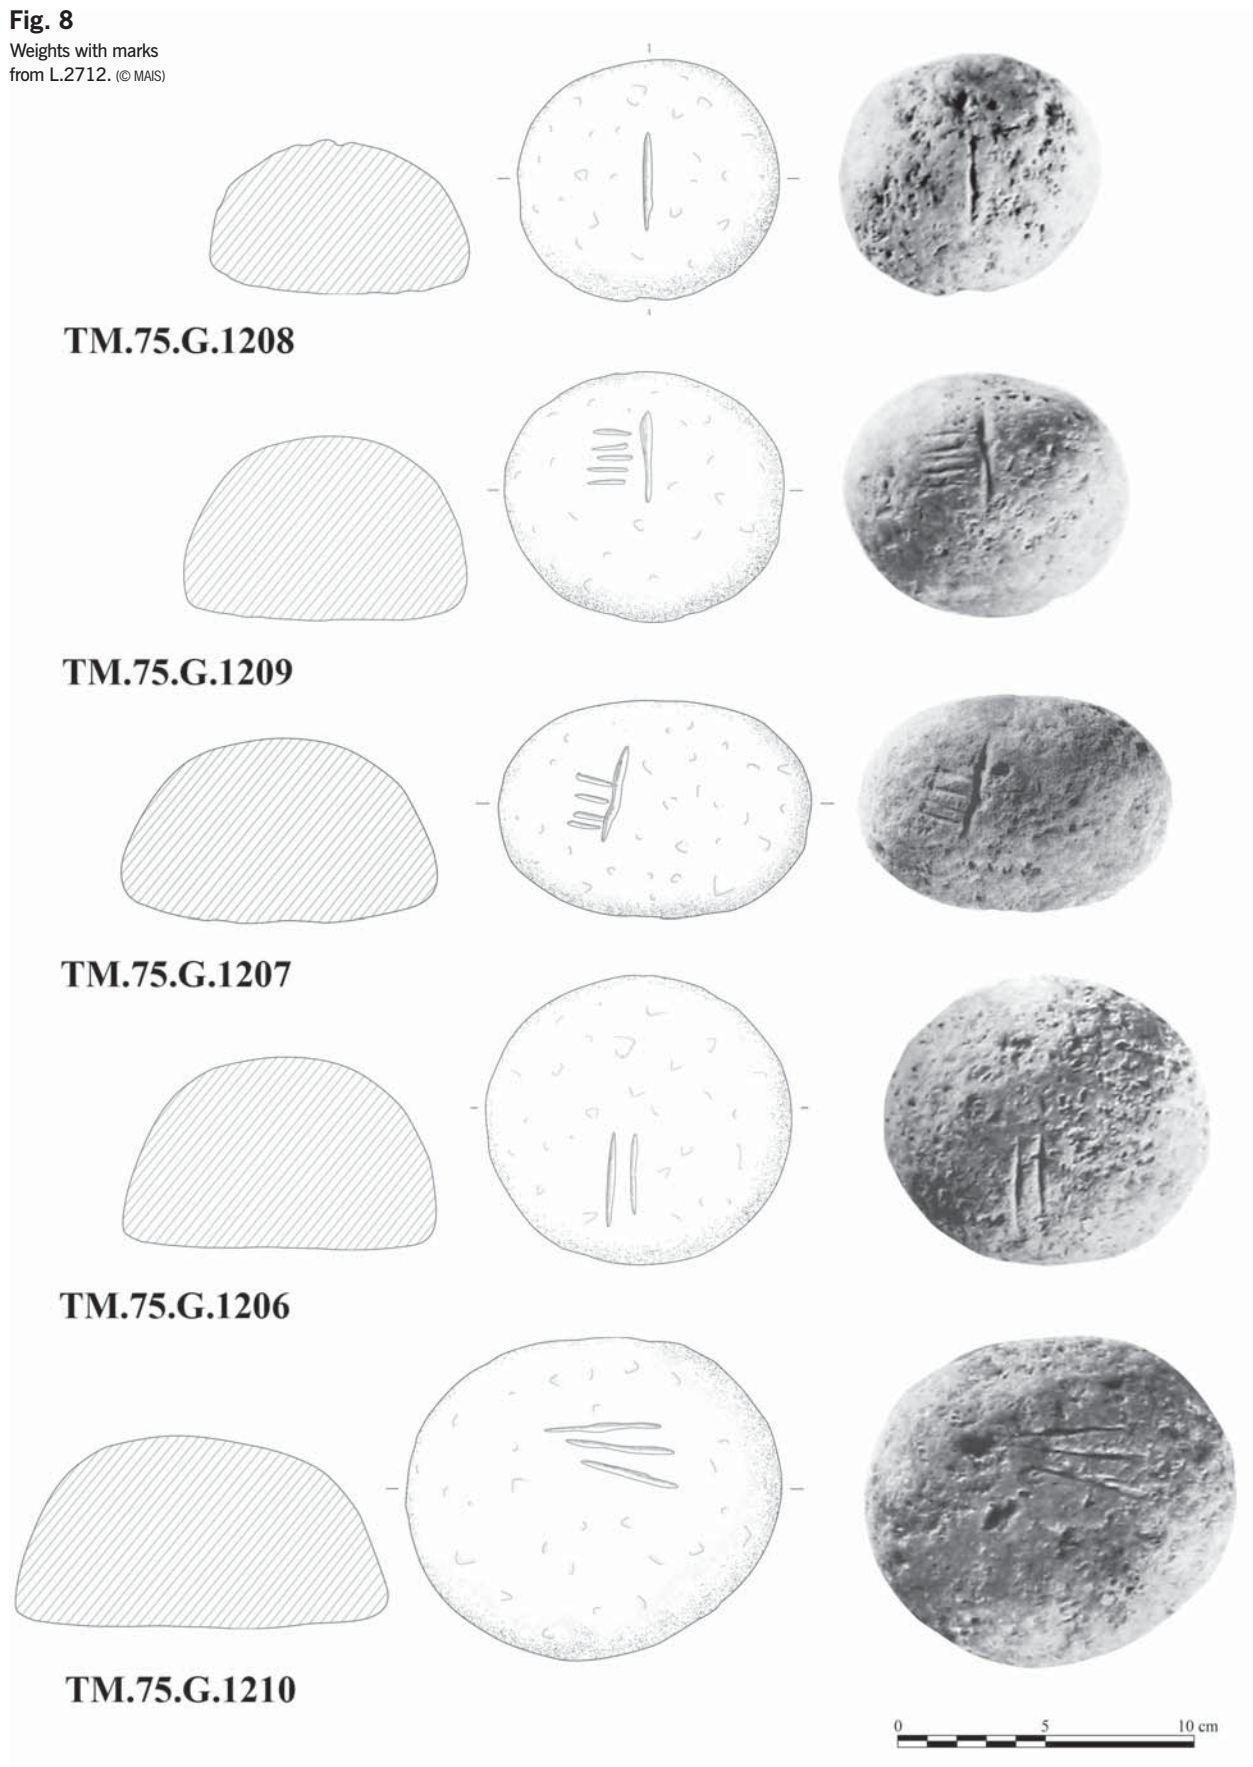 Fig. 8
Weights with marks
from L.2712. (© MAIS)
TM.75.G.1208
TM.75.G.1209
TM.75.G.1207
TM.75.G.1206
TM.75.G.1210
0 5 10 cm